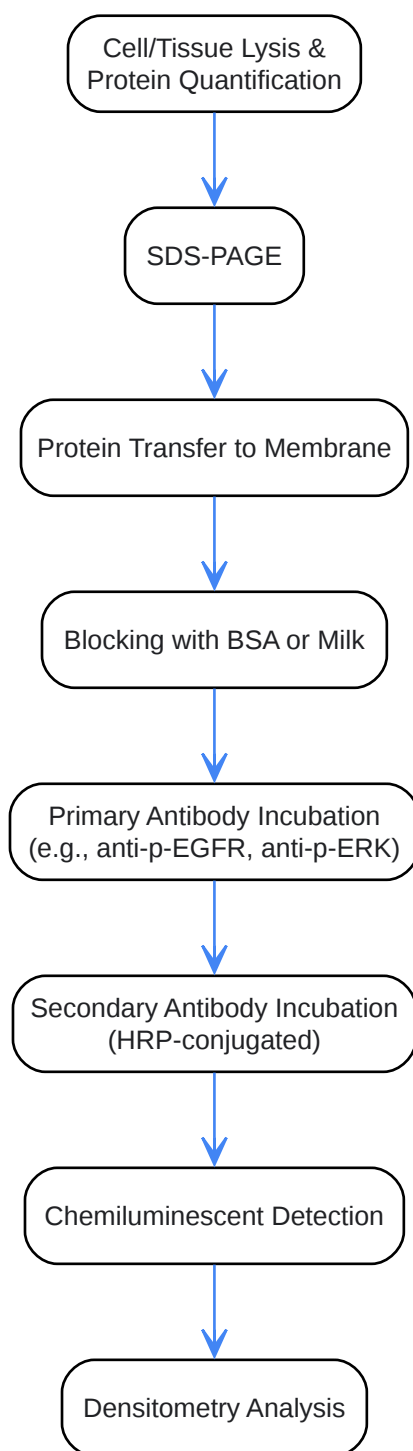 Cell/Tissue Lysis &
Protein Quantification
SDS-PAGE
Protein Transfer to Membrane
Blocking with BSA or Milk
Primary Antibody Incubation
(e.g., anti-p-EGFR, anti-p-ERK)
Secondary Antibody Incubation
(HRP-conjugated)
Chemiluminescent Detection
Densitometry Analysis